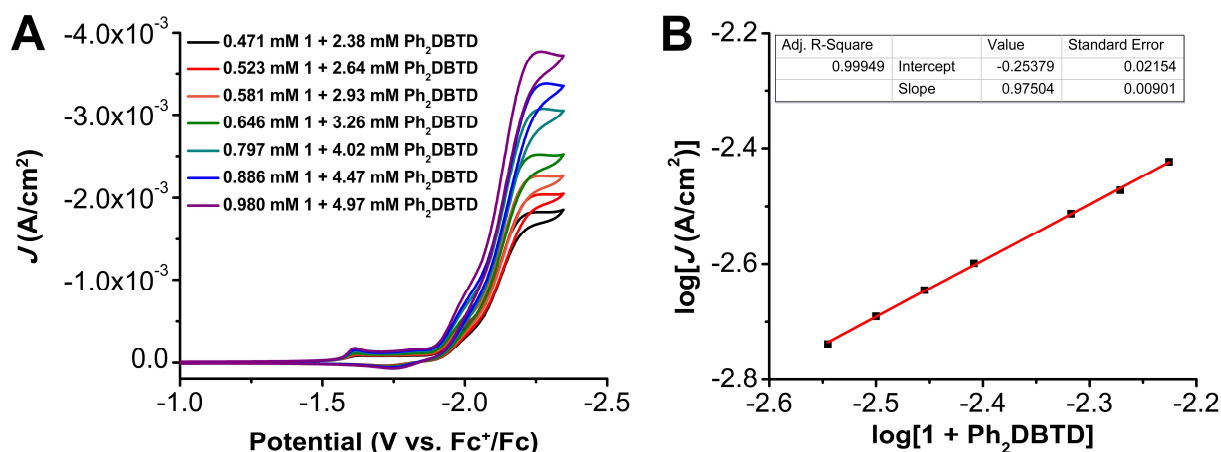 A
-4.0x10⁻³
-3.0x10⁻³
-2.0x10⁻³
-1.0x10⁻³
0.0
J (A/cm²)
0.471 mM 1 + 2.38 mM Ph₂DBTD
0.523 mM 1 + 2.64 mM Ph₂DBTD
0.581 mM 1 + 2.93 mM Ph₂DBTD
0.646 mM 1 + 3.26 mM Ph₂DBTD
0.797 mM 1 + 4.02 mM Ph₂DBTD
0.886 mM 1 + 4.47 mM Ph₂DBTD
0.980 mM 1 + 4.97 mM Ph₂DBTD
-1.0 -1.5 -2.0 -2.5
Potential (V vs. Fc⁺/Fc)
B
-2.2
-2.4
-2.6
-2.8
log[J (A/cm²)]
Adj. R-Square Value Standard Error
0.99949 Intercept -0.25379 0.02154
Slope 0.97504 0.00901
-2.6 -2.5 -2.4 -2.3 -2.2
log[1 + Ph₂DBTD]